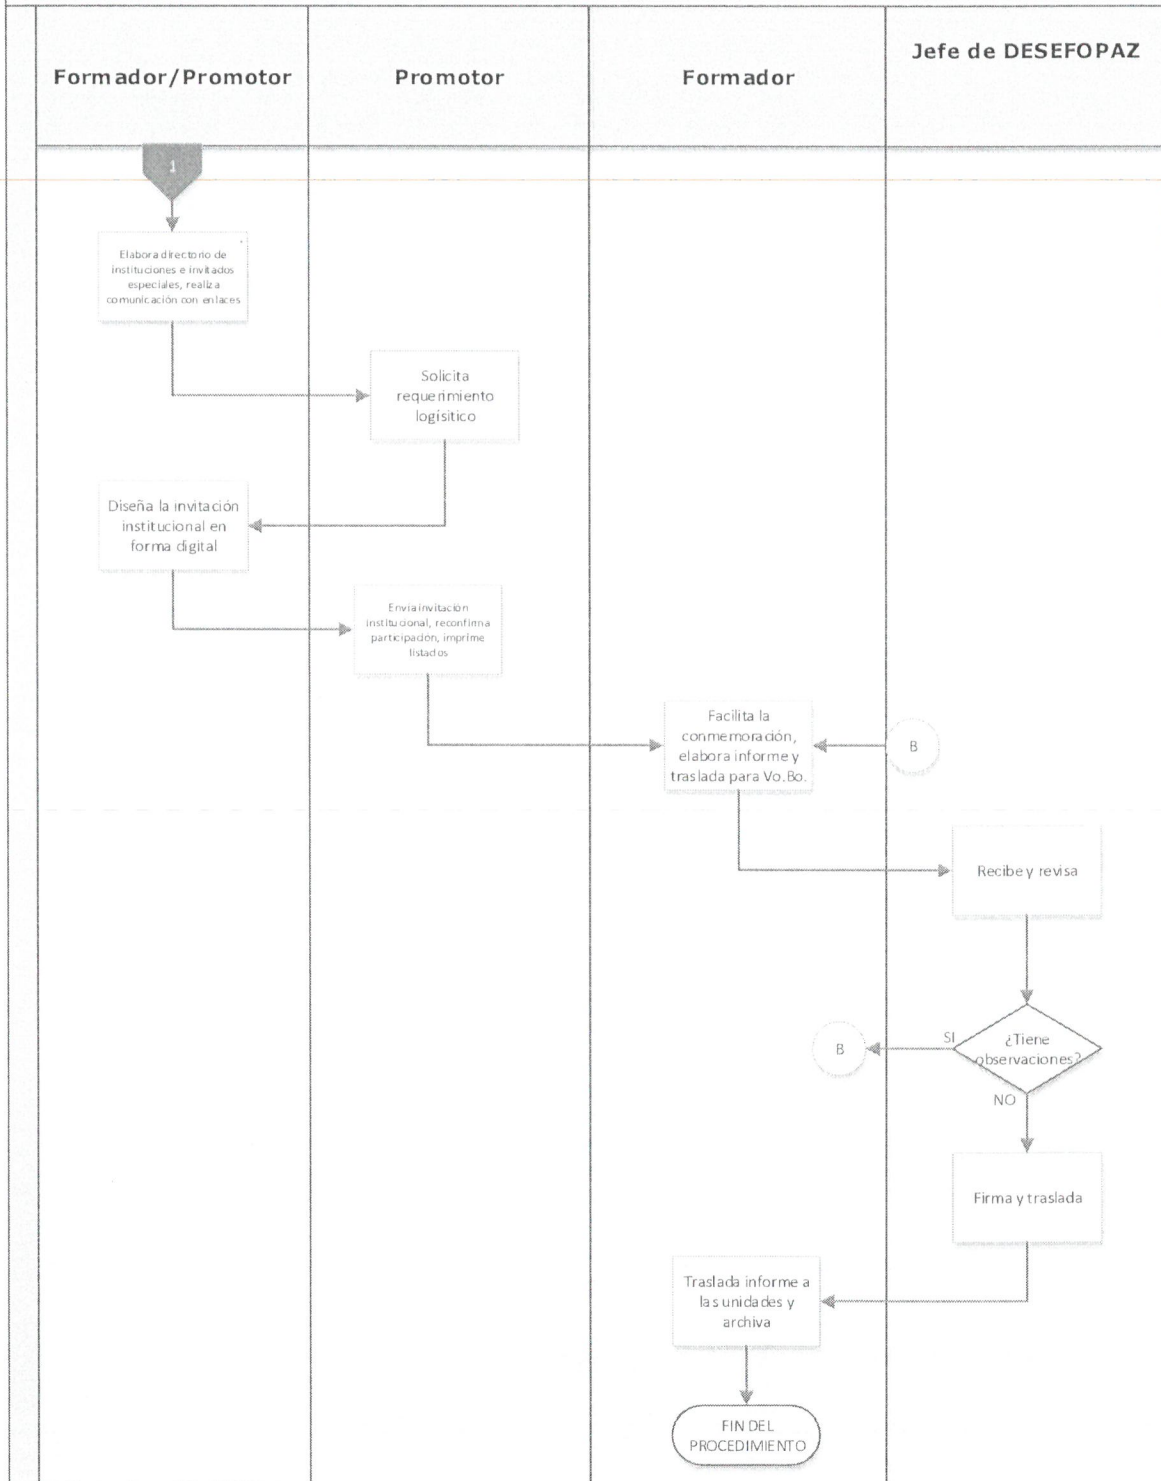 Formador/Promotor
Promotor
Formador
Jefe de DESEFOPAZ
1
Elabora directorio de
instituciones e invitados
especiales, realiza
comunicación con enlaces
Solicita
requerimiento
logísitico
Diseña la invitación
institucional en
forma digital
Envía invitación
institucional, reconfirma
participación, imprime
listados
Facilita la
conmemoración,
elabora informe y
traslada para Vo.Bo.
B
Recibe y revisa
¿Tiene
observaciones?
SI
B
NO
Firma y traslada
Traslada informe a
las unidades y
archiva
FIN DEL
PROCEDIMIENTO